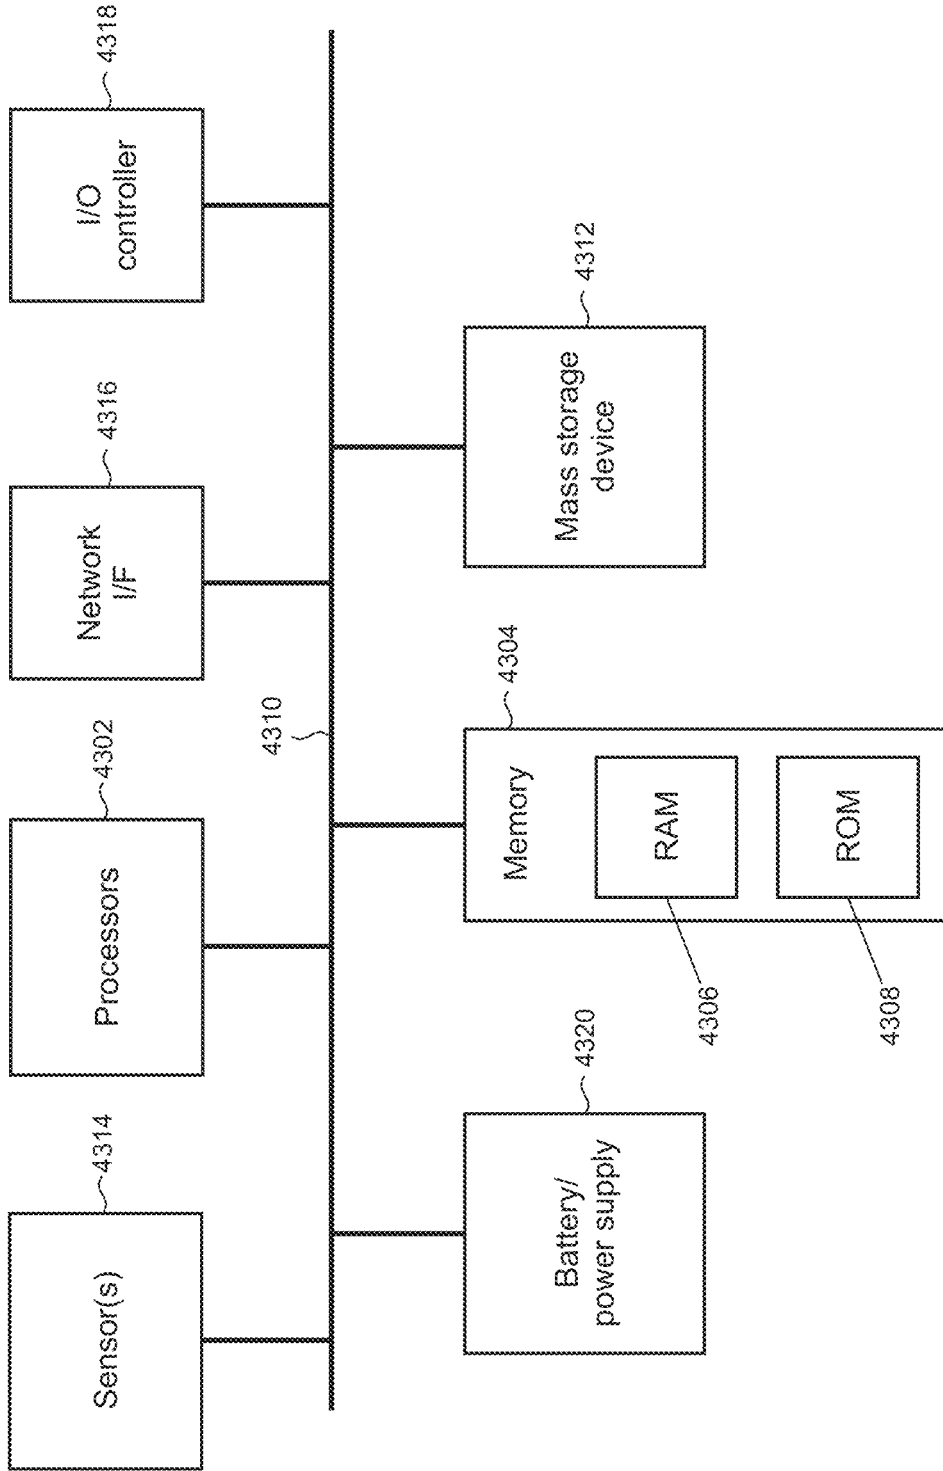 Sensor(s)
4314
Processors
4302
Network
I/F
4316
I/O
controller
4318
4310
Battery/
power supply
4320
Memory
4304
RAM
4306
ROM
4308
Mass storage
device
4312